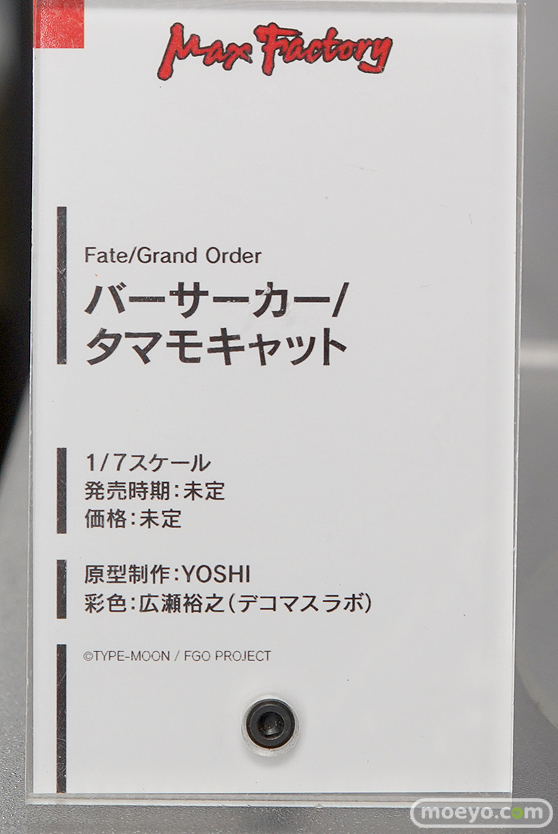 Max Factory
Fate/Grand Order
バーサーカー/
タマモキャット
1/7スケール
発売時期:未定
価格:未定
原型制作:YOSHI
彩色:広瀬裕之(デコマスラボ)
©TYPE-MOON / FGO PROJECT
moeyo.com